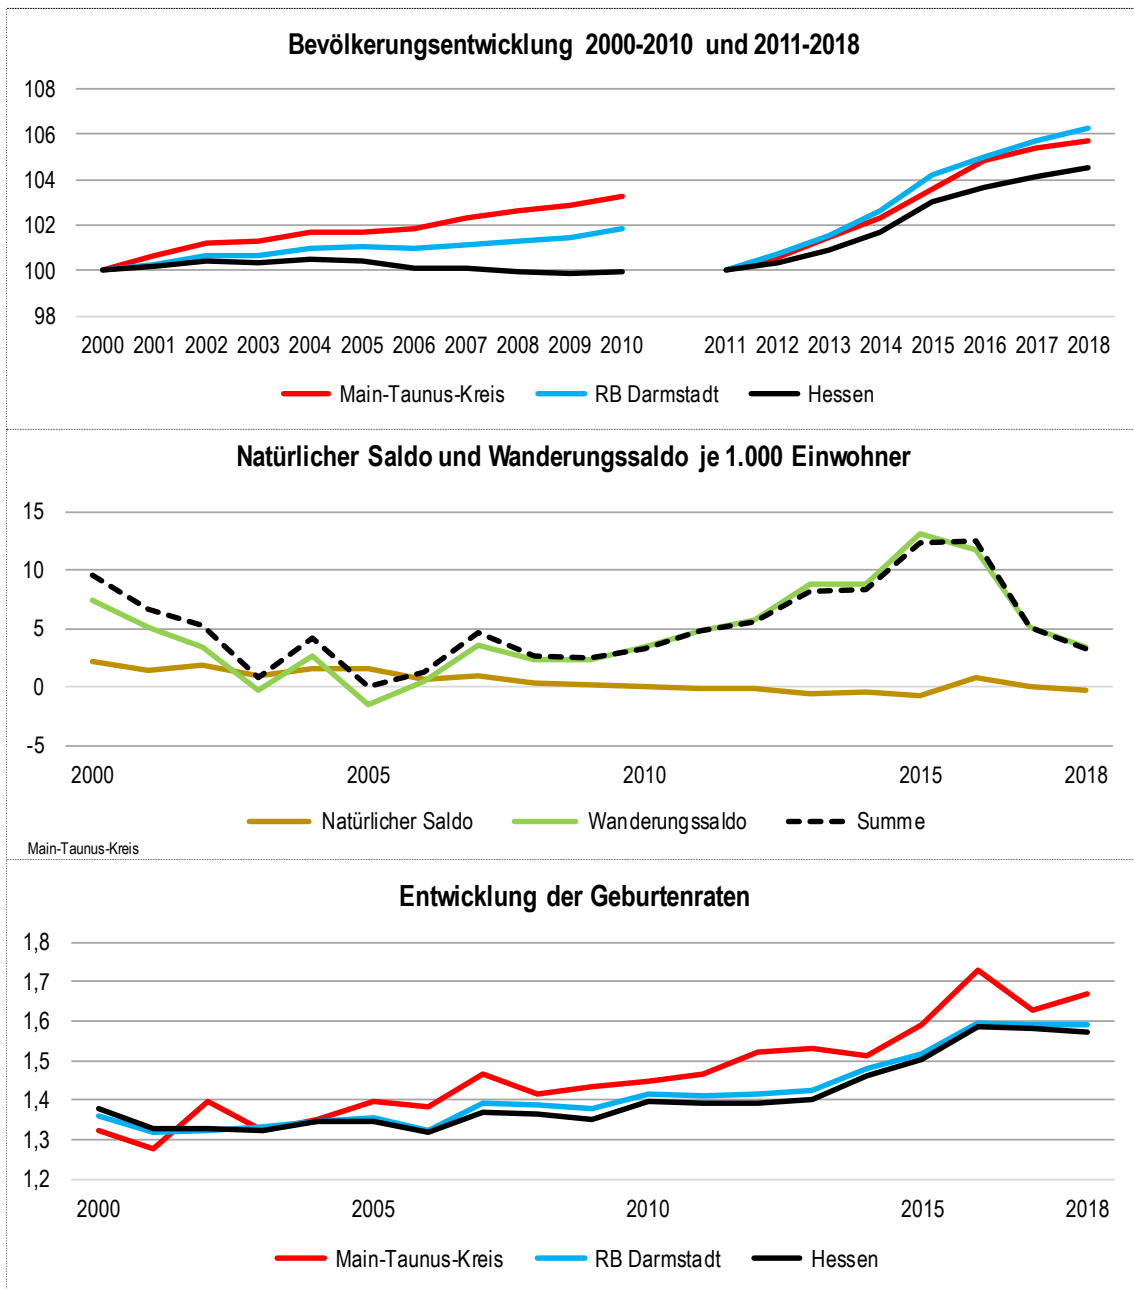 Bevölkerungsentwicklung 2000-2010 und 2011-2018
108
106
104
102
100
98
2000 2001 2002 2003 2004 2005 2006 2007 2008 2009 2010 2011 2012 2013 2014 2015 2016 2017 2018
Main-Taunus-Kreis RB Darmstadt Hessen
Natürlicher Saldo und Wanderungssaldo je 1.000 Einwohner
15
10
5
0
-5
2000 2005 2010 2015 2018
Natürlicher Saldo Wanderungssaldo Summe
Main-Taunus-Kreis
Entwicklung der Geburtenraten
1,8
1,7
1,6
1,5
1,4
1,3
1,2
2000 2005 2010 2015 2018
Main-Taunus-Kreis RB Darmstadt Hessen